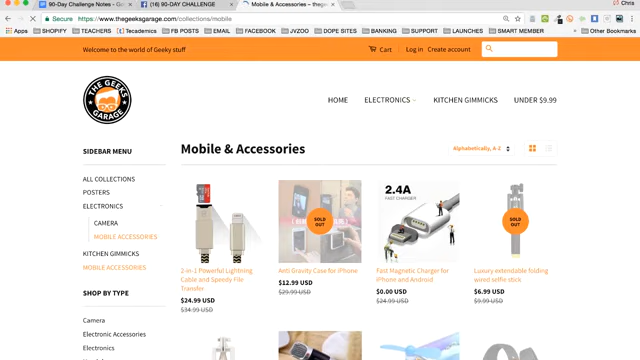 90-Day Challenge Notes - Go
(16) 90-DAY CHALLENGE
Mobile & Accessories – thegee
Chris
Secure https://www.thegeeksgarage.com/collections/mobile
Apps SHOPIFY TEACHERS Tecademics FB POSTS EMAIL FACEBOOK JVZOO DOPE SITES BANKING SUPPORT LAUNCHES SMART MEMBER Other Bookmarks
Welcome to the world of Geeky stuff
Cart Log in Create account
THE GEEKS
GARAGE
HOME ELECTRONICS KITCHEN GIMMICKS UNDER $9.99
SIDEBAR MENU
ALL COLLECTIONS
POSTERS
ELECTRONICS
CAMERA
MOBILE ACCESSORIES
KITCHEN GIMMICKS
MOBILE ACCESSORIES
SHOP BY TYPE
Camera
Electronic Accessories
Electronics
Mobile & Accessories
Alphabetically, A-Z
2-in-1 Powerful Lightning
Cable and Speedy File
Transfer
$24.99 USD
$34.99 USD
SOLD
OUT
Anti Gravity Case for iPhone
$12.99 USD
$29.99 USD
2.4A
FAST CHARGER
Fast Magnetic Charger for
iPhone and Android
$0.00 USD
$24.99 USD
SOLD
OUT
Luxury extendable folding
wired selfie stick
$6.99 USD
$9.99 USD